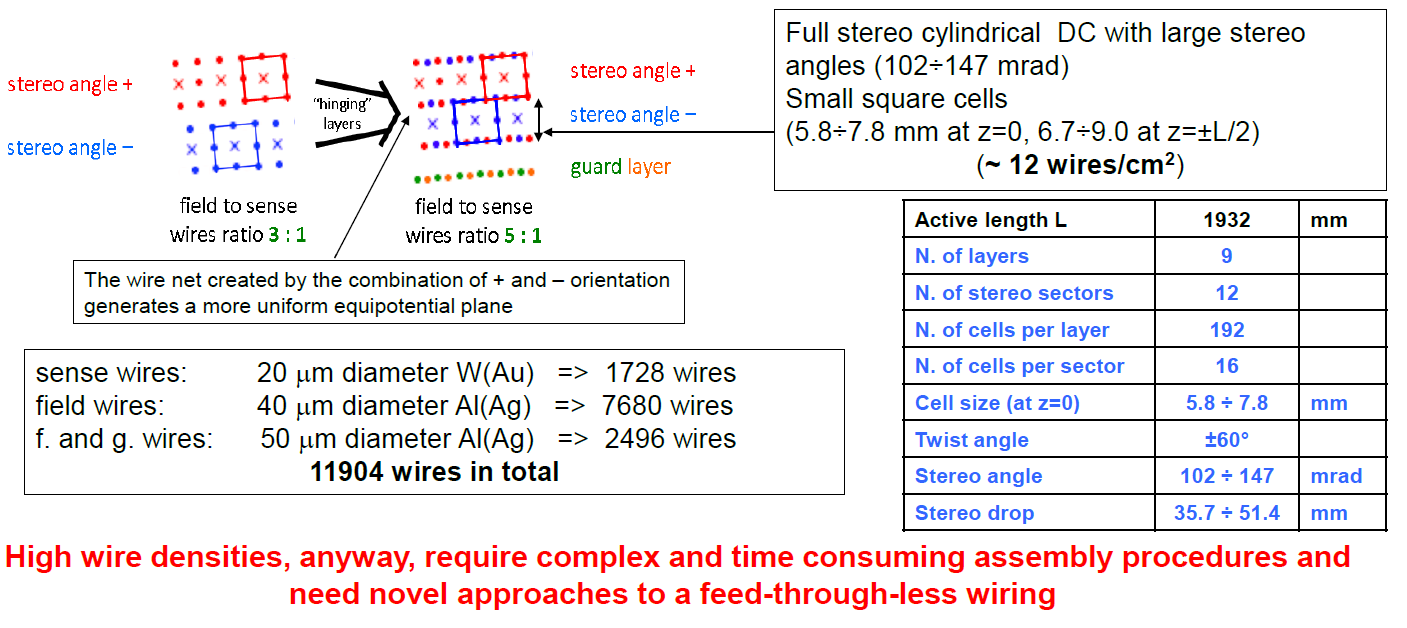 stereo angle +
stereo angle –
"hinging"
layers
field to sense
wires ratio 3 : 1
stereo angle +
stereo angle –
guard layer
field to sense
wires ratio 5 : 1
The wire net created by the combination of + and – orientation
generates a more uniform equipotential plane
Full stereo cylindrical DC with large stereo
angles (102÷147 mrad)
Small square cells
(5.8÷7.8 mm at z=0, 6.7÷9.0 at z=±L/2)
(~ 12 wires/cm²)
sense wires: 20 μm diameter W(Au) => 1728 wires
field wires: 40 μm diameter Al(Ag) => 7680 wires
f. and g. wires: 50 μm diameter Al(Ag) => 2496 wires
11904 wires in total
Active length L 1932 mm
N. of layers 9
N. of stereo sectors 12
N. of cells per layer 192
N. of cells per sector 16
Cell size (at z=0) 5.8 ÷ 7.8 mm
Twist angle ±60°
Stereo angle 102 ÷ 147 mrad
Stereo drop 35.7 ÷ 51.4 mm
High wire densities, anyway, require complex and time consuming assembly procedures and
need novel approaches to a feed-through-less wiring